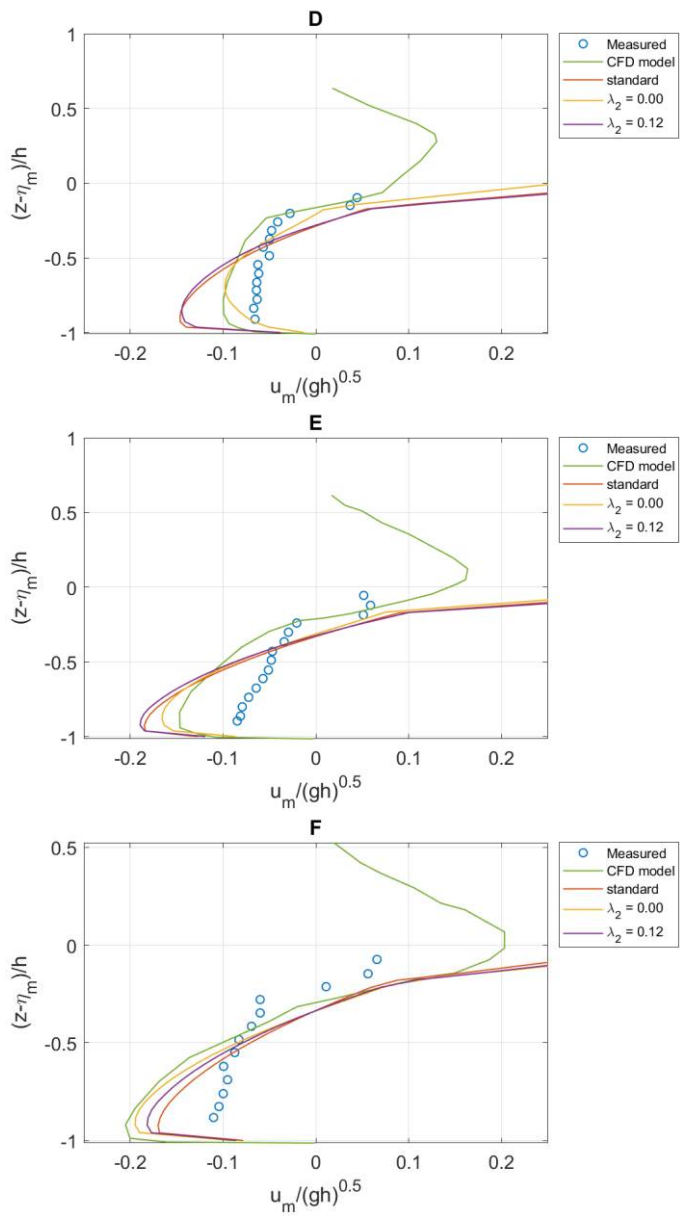 D
1
0.5
0
-0.5
-1
(z-η_m)/h
-0.2 -0.1 0 0.1 0.2
u_m/(gh)^0.5
Measured
CFD model
standard
λ_2 = 0.00
λ_2 = 0.12
E
1
0.5
0
-0.5
-1
(z-η_m)/h
-0.2 -0.1 0 0.1 0.2
u_m/(gh)^0.5
Measured
CFD model
standard
λ_2 = 0.00
λ_2 = 0.12
F
0.5
0
-0.5
-1
(z-η_m)/h
-0.2 -0.1 0 0.1 0.2
u_m/(gh)^0.5
Measured
CFD model
standard
λ_2 = 0.00
λ_2 = 0.12